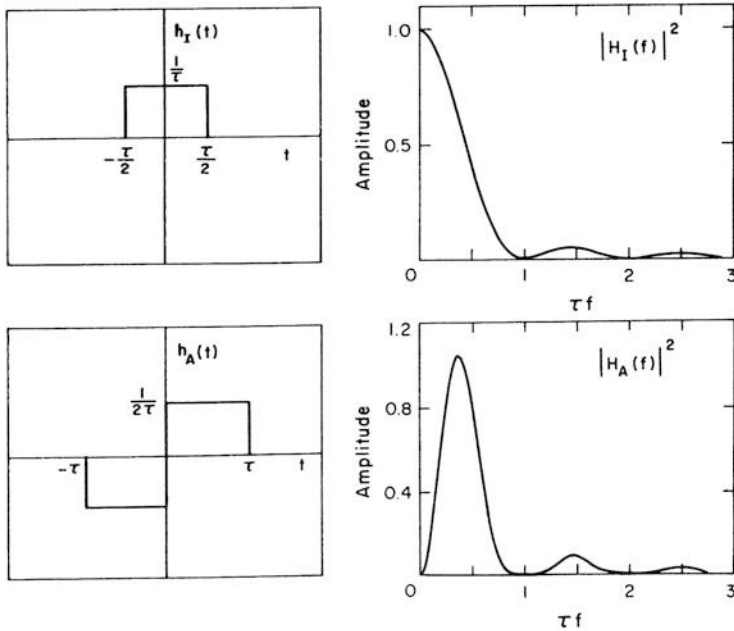 h_I(t)
1/τ
-τ/2
τ/2
t
|H_I(f)|²
Amplitude
1.0
0.5
0
1
2
3
τf
h_A(t)
1/2τ
-τ
τ
t
|H_A(f)|²
Amplitude
1.2
0.8
0.4
1
2
3
τf